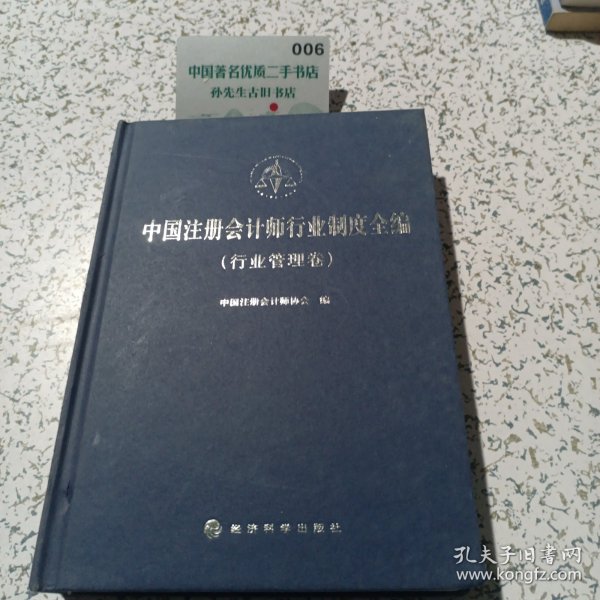 006
中国著名优质二手书店
孙先生古旧书店
中国注册会计师行业制度全编
(行业管理卷)
中国注册会计师协会 编
经济科学出版社
孔夫子旧书网
www.kongfz.com